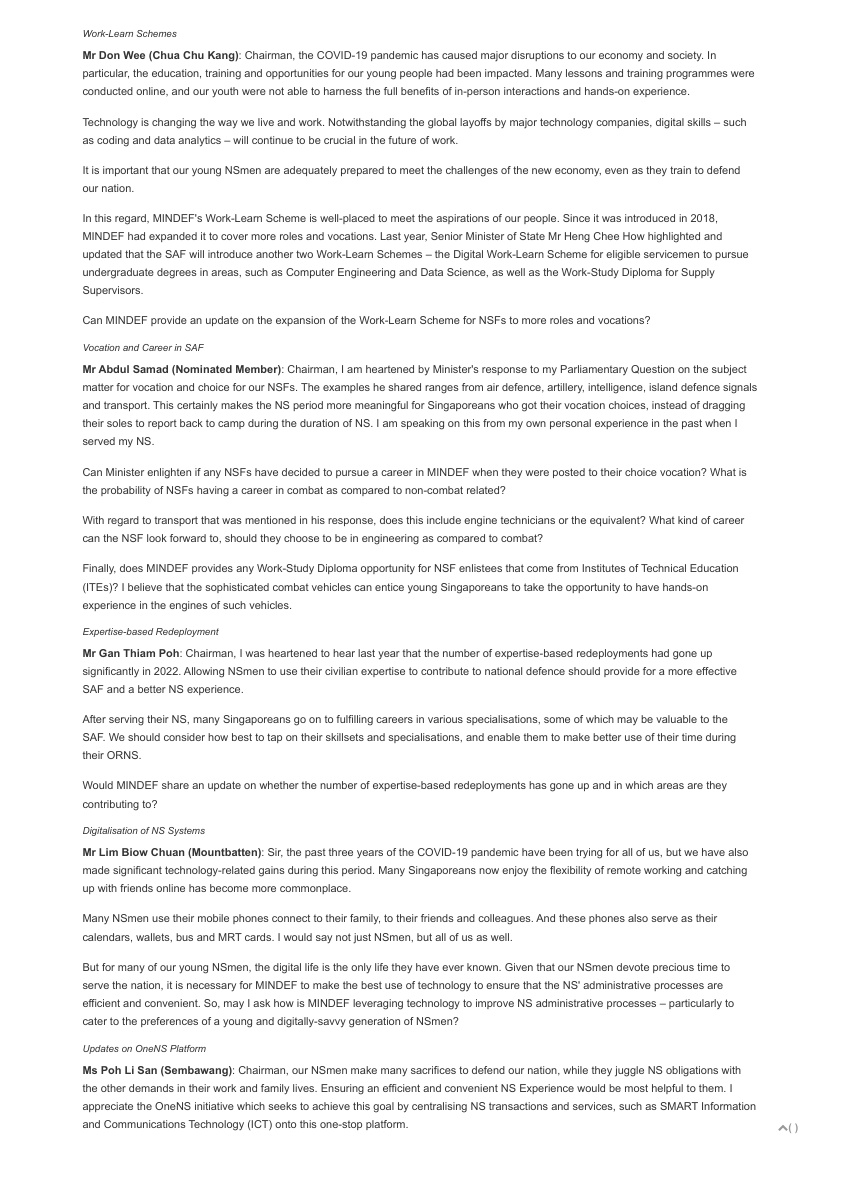 Work-Learn Schemes
Mr Don Wee (Chua Chu Kang): Chairman, the COVID-19 pandemic has caused major disruptions to our economy and society. In
particular, the education, training and opportunities for our young people had been impacted. Many lessons and training programmes were
conducted online, and our youth were not able to harness the full benefits of in-person interactions and hands-on experience.
Technology is changing the way we live and work. Notwithstanding the global layoffs by major technology companies, digital skills – such
as coding and data analytics – will continue to be crucial in the future of work.
It is important that our young NSmen are adequately prepared to meet the challenges of the new economy, even as they train to defend
our nation.
In this regard, MINDEF's Work-Learn Scheme is well-placed to meet the aspirations of our people. Since it was introduced in 2018,
MINDEF had expanded it to cover more roles and vocations. Last year, Senior Minister of State Mr Heng Chee How highlighted and
updated that the SAF will introduce another two Work-Learn Schemes – the Digital Work-Learn Scheme for eligible servicemen to pursue
undergraduate degrees in areas, such as Computer Engineering and Data Science, as well as the Work-Study Diploma for Supply
Supervisors.
Can MINDEF provide an update on the expansion of the Work-Learn Scheme for NSFs to more roles and vocations?
Vocation and Career in SAF
Mr Abdul Samad (Nominated Member): Chairman, I am heartened by Minister's response to my Parliamentary Question on the subject
matter for vocation and choice for our NSFs. The examples he shared ranges from air defence, artillery, intelligence, island defence signals
and transport. This certainly makes the NS period more meaningful for Singaporeans who got their vocation choices, instead of dragging
their soles to report back to camp during the duration of NS. I am speaking on this from my own personal experience in the past when I
served my NS.
Can Minister enlighten if any NSFs have decided to pursue a career in MINDEF when they were posted to their choice vocation? What is
the probability of NSFs having a career in combat as compared to non-combat related?
With regard to transport that was mentioned in his response, does this include engine technicians or the equivalent? What kind of career
can the NSF look forward to, should they choose to be in engineering as compared to combat?
Finally, does MINDEF provides any Work-Study Diploma opportunity for NSF enlistees that come from Institutes of Technical Education
(ITEs)? I believe that the sophisticated combat vehicles can entice young Singaporeans to take the opportunity to have hands-on
experience in the engines of such vehicles.
Expertise-based Redeployment
Mr Gan Thiam Poh: Chairman, I was heartened to hear last year that the number of expertise-based redeployments had gone up
significantly in 2022. Allowing NSmen to use their civilian expertise to contribute to national defence should provide for a more effective
SAF and a better NS experience.
After serving their NS, many Singaporeans go on to fulfilling careers in various specialisations, some of which may be valuable to the
SAF. We should consider how best to tap on their skillsets and specialisations, and enable them to make better use of their time during
their ORNS.
Would MINDEF share an update on whether the number of expertise-based redeployments has gone up and in which areas are they
contributing to?
Digitalisation of NS Systems
Mr Lim Biow Chuan (Mountbatten): Sir, the past three years of the COVID-19 pandemic have been trying for all of us, but we have also
made significant technology-related gains during this period. Many Singaporeans now enjoy the flexibility of remote working and catching
up with friends online has become more commonplace.
Many NSmen use their mobile phones connect to their family, to their friends and colleagues. And these phones also serve as their
calendars, wallets, bus and MRT cards. I would say not just NSmen, but all of us as well.
But for many of our young NSmen, the digital life is the only life they have ever known. Given that our NSmen devote precious time to
serve the nation, it is necessary for MINDEF to make the best use of technology to ensure that the NS' administrative processes are
efficient and convenient. So, may I ask how is MINDEF leveraging technology to improve NS administrative processes – particularly to
cater to the preferences of a young and digitally-savvy generation of NSmen?
Updates on OneNS Platform
Ms Poh Li San (Sembawang): Chairman, our NSmen make many sacrifices to defend our nation, while they juggle NS obligations with
the other demands in their work and family lives. Ensuring an efficient and convenient NS Experience would be most helpful to them. I
appreciate the OneNS initiative which seeks to achieve this goal by centralising NS transactions and services, such as SMART Information
and Communications Technology (ICT) onto this one-stop platform.
( )